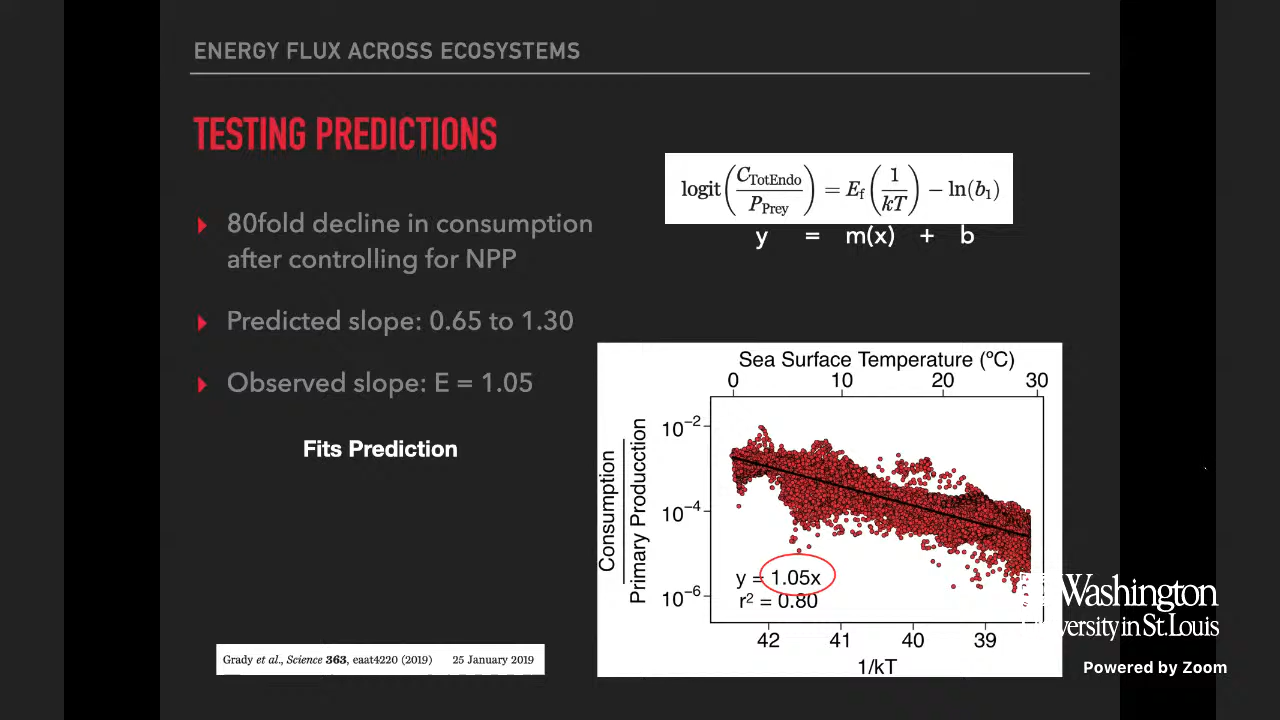 ENERGY FLUX ACROSS ECOSYSTEMS
TESTING PREDICTIONS
logit(C_TotEndo / P_Prey) = E_f (1 / kT) − ln(b_1)
y = m(x) + b
80fold decline in consumption
after controlling for NPP
Predicted slope: 0.65 to 1.30
Observed slope: E = 1.05
Fits Prediction
Sea Surface Temperature (ºC)
0 10 20 30
Consumption
Primary Producction
10⁻²
10⁻⁴
10⁻⁶
y = 1.05x
r² = 0.80
42 41 40 39
1/kT
Grady et al., Science 363, eaat4220 (2019) 25 January 2019
Washington
University in St. Louis
Powered by Zoom